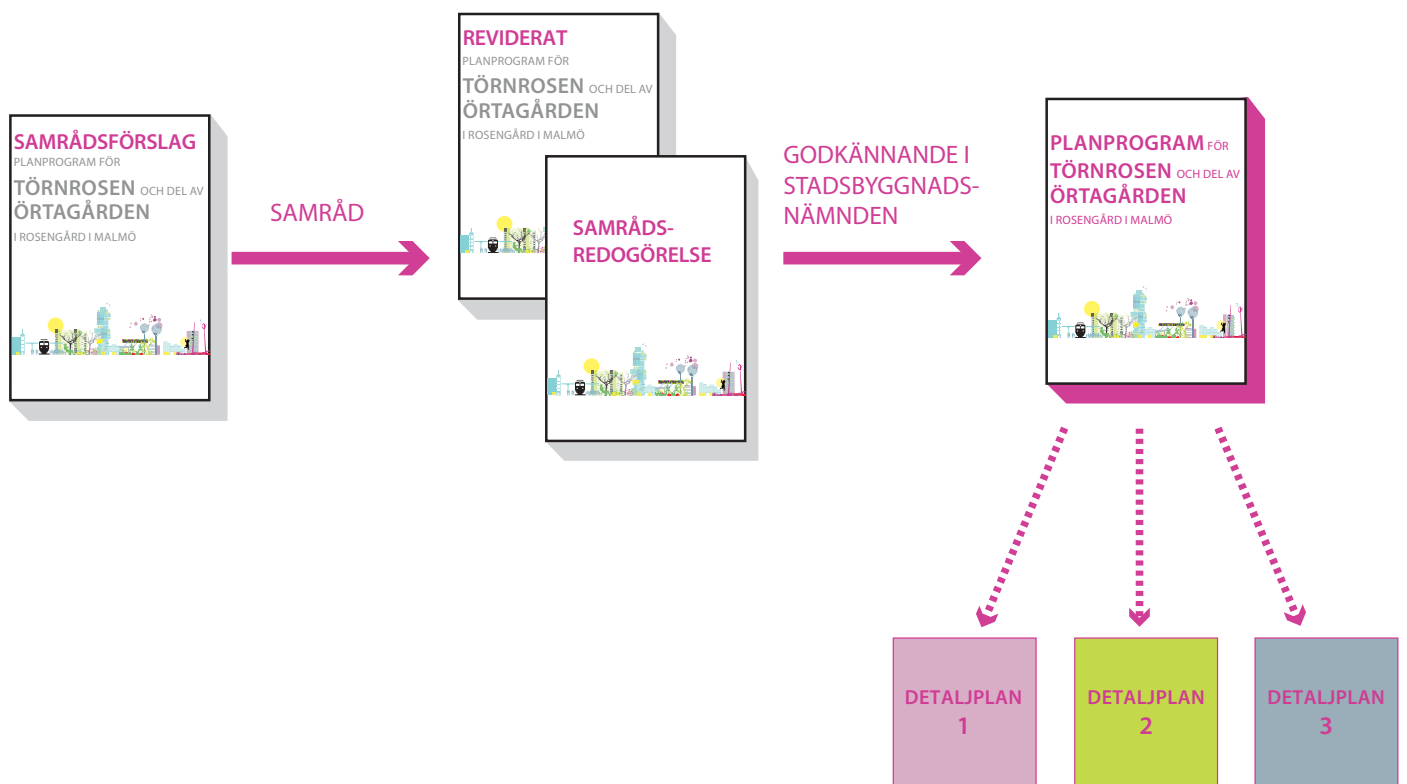 SAMRÅDSFÖRSLAG
PLANPROGRAM FÖR
TÖRNROSEN OCH DEL AV
ÖRTAGÅRDEN
I ROSENGÅRD I MALMÖ
SAMRÅD
REVIDERAT
PLANPROGRAM FÖR
TÖRNROSEN OCH DEL AV
ÖRTAGÅRDEN
I ROSENGÅRD I MALMÖ
SAMRÅDS-
REDOGÖRELSE
GODKÄNNANDE I
STADSBYGGNADS-
NÄMNDEN
PLANPROGRAM FÖR
TÖRNROSEN OCH DEL AV
ÖRTAGÅRDEN
I ROSENGÅRD I MALMÖ
DETALJPLAN
1
DETALJPLAN
2
DETALJPLAN
3